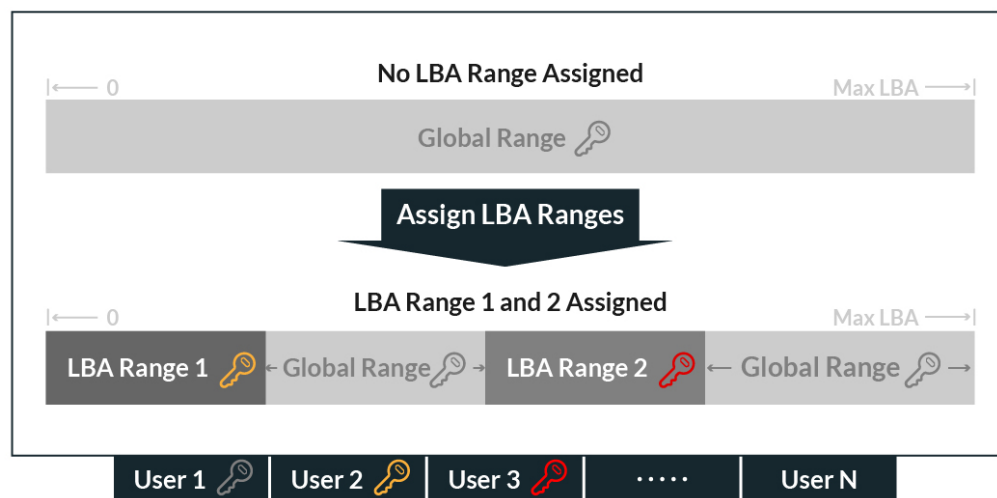 No LBA Range Assigned
0
Max LBA
Global Range
Assign LBA Ranges
LBA Range 1 and 2 Assigned
0
Max LBA
LBA Range 1
Global Range
LBA Range 2
Global Range
User 1
User 2
User 3
.....
User N